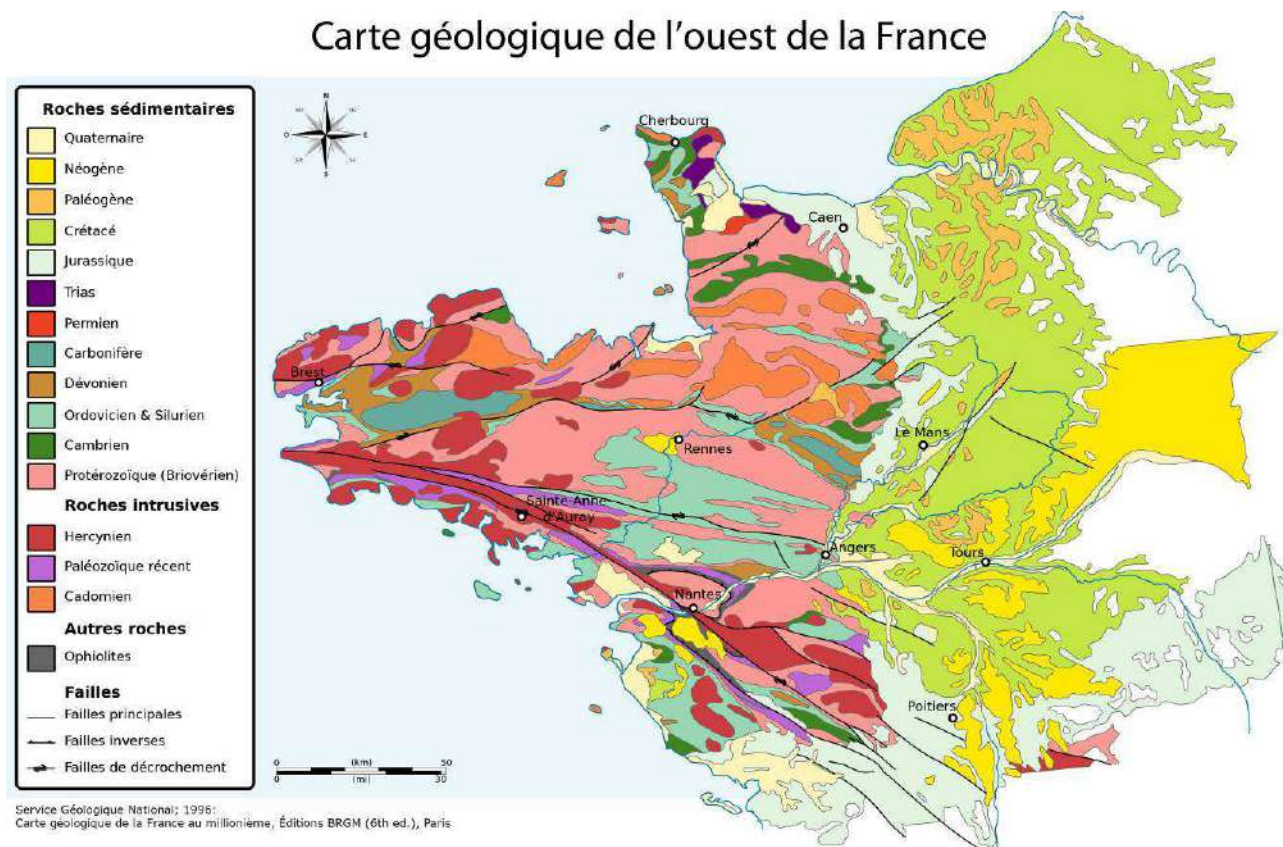 Carte géologique de l'ouest de la France
Roches sédimentaires
Quaternaire
Néogène
Paléogène
Crétacé
Jurassique
Trias
Permien
Carbonifère
Dévonien
Ordovicien & Silurien
Cambrien
Protérozoïque (Briovérien)
Roches intrusives
Hercynien
Paléozoïque récent
Cadomien
Autres roches
Ophiolites
Failles
Failles principales
Failles inverses
Failles de décrochement
N
O
E
S
Cherbourg
Caen
Brest
Rennes
Le Mans
Sainte-Anne
d'Auray
Angers
Tours
Nantes
Poitiers
0 (km) 50
0 (mi) 30
Service Géologique National; 1996:
Carte géologique de la France au millionième, Éditions BRGM (6th ed.), Paris